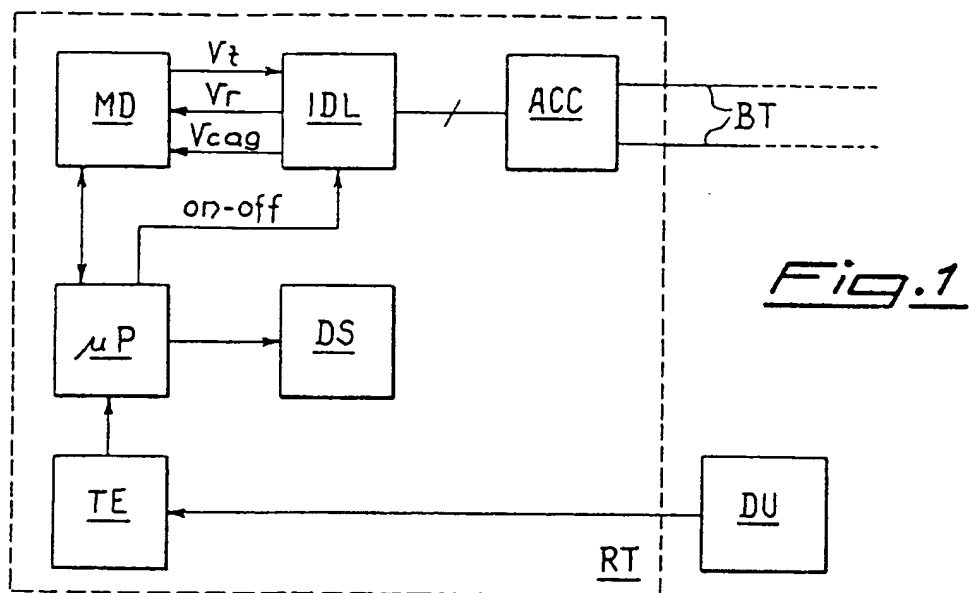 Vt
MD
Vr
IDL
ACC
BT
Vcag
on-off
Fig.1
μP
DS
TE
DU
RT